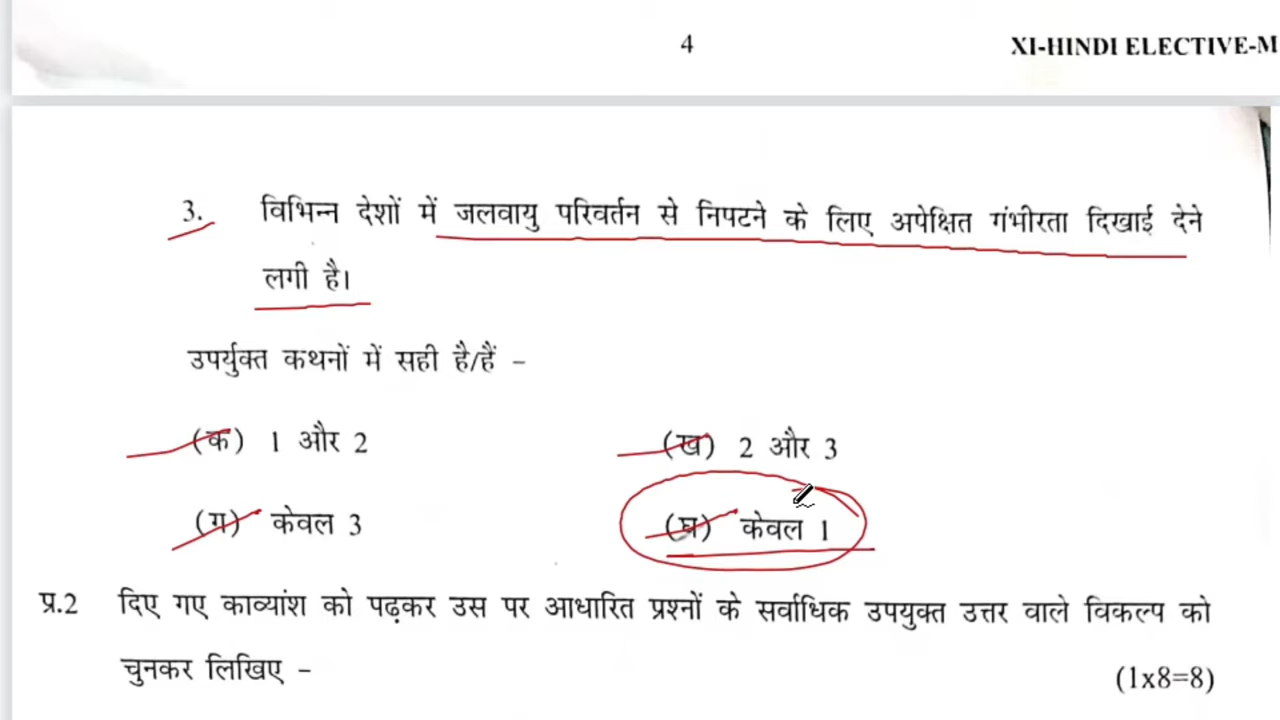 4
XI-HINDI ELECTIVE-M
3. विभिन्न देशों में जलवायु परिवर्तन से निपटने के लिए अपेक्षित गंभीरता दिखाई देने
लगी है।
उपर्युक्त कथनों में सही है/हैं –
(क) 1 और 2 (ख) 2 और 3
(ग) केवल 3 (घ) केवल 1
प्र.2 दिए गए काव्यांश को पढ़कर उस पर आधारित प्रश्नों के सर्वाधिक उपयुक्त उत्तर वाले विकल्प को
चुनकर लिखिए – (1x8=8)